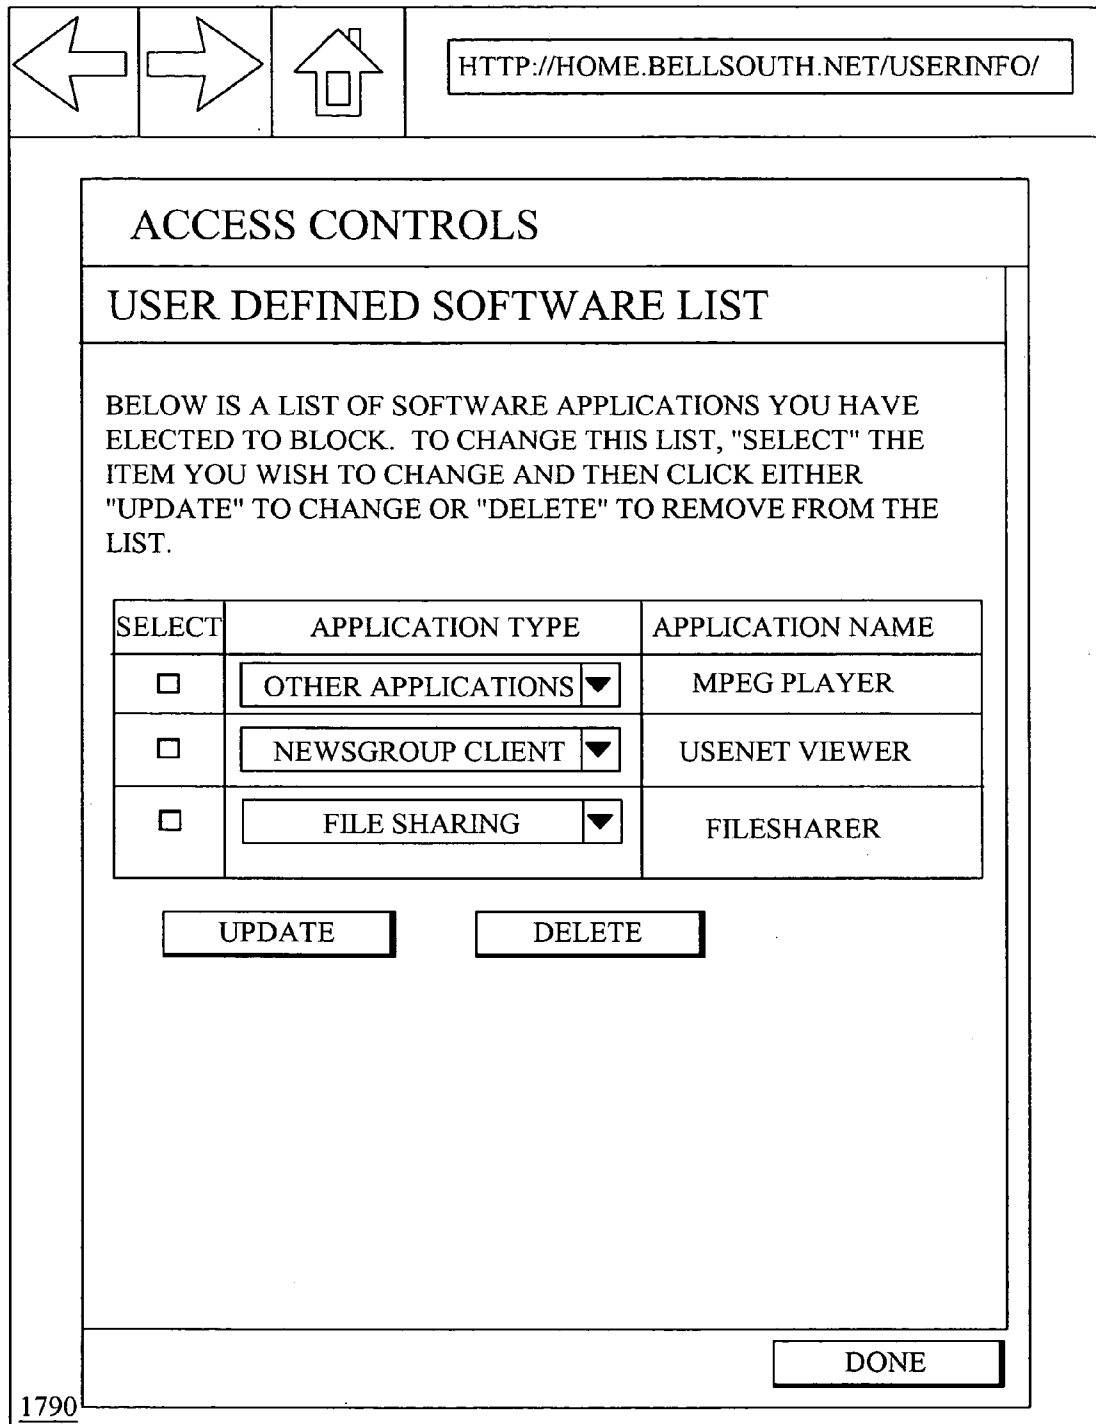 HTTP://HOME.BELLSOUTH.NET/USERINFO/
ACCESS CONTROLS
USER DEFINED SOFTWARE LIST
BELOW IS A LIST OF SOFTWARE APPLICATIONS YOU HAVE
ELECTED TO BLOCK.  TO CHANGE THIS LIST, "SELECT" THE
ITEM YOU WISH TO CHANGE AND THEN CLICK EITHER
"UPDATE" TO CHANGE OR "DELETE" TO REMOVE FROM THE
LIST.
SELECT APPLICATION TYPE APPLICATION NAME
OTHER APPLICATIONS MPEG PLAYER
NEWSGROUP CLIENT USENET VIEWER
FILE SHARING FILESHARER
UPDATE DELETE
DONE
1790